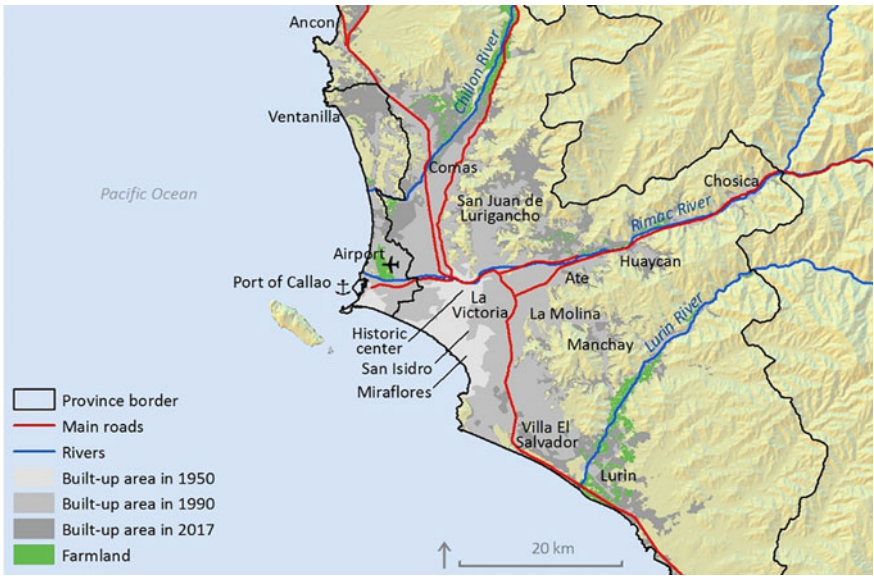 Ancon
Chillon River
Ventanilla
Comas
Pacific Ocean
Chosica
San Juan de
Lurigancho
Rimac River
Airport
Huaycan
Port of Callao
Ate
La
Victoria
La Molina
Lurin River
Historic
center
Manchay
San Isidro
Miraflores
Villa El
Salvador
Lurin
Province border
Main roads
Rivers
Built-up area in 1950
Built-up area in 1990
Built-up area in 2017
Farmland
20 km